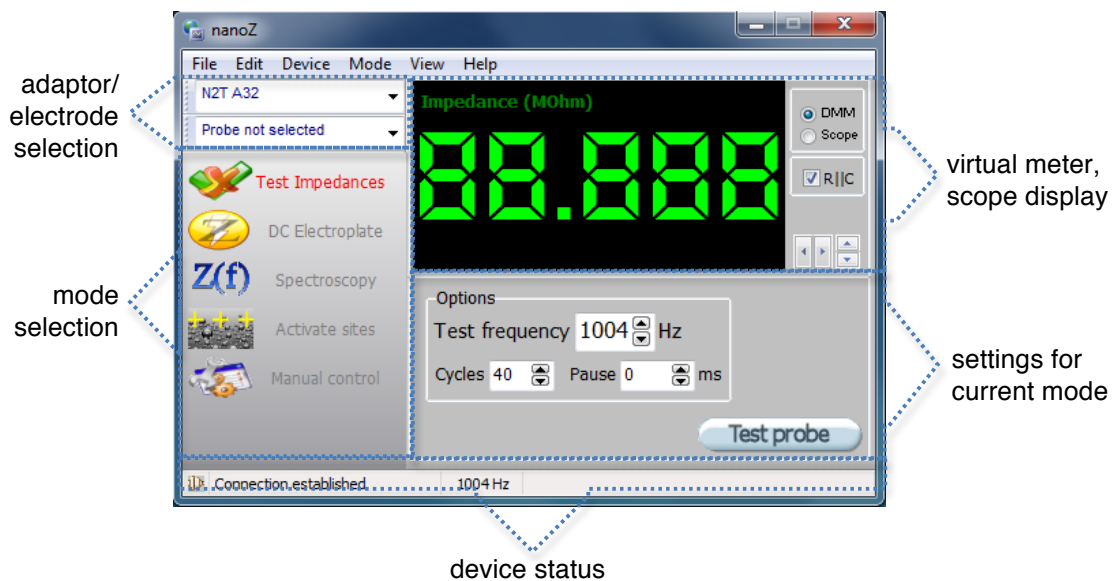 nanoZ
File Edit Device Mode View Help
adaptor/
electrode
selection
N2T A32
Probe not selected
Impedance (MOhm)
88.888
DMM
Scope
R||C
virtual meter,
scope display
mode
selection
Test Impedances
DC Electroplate
Z(f) Spectroscopy
Activate sites
Manual control
Options
Test frequency 1004 Hz
Cycles 40 Pause 0 ms
Test probe
settings for
current mode
Connection established 1004 Hz
device status